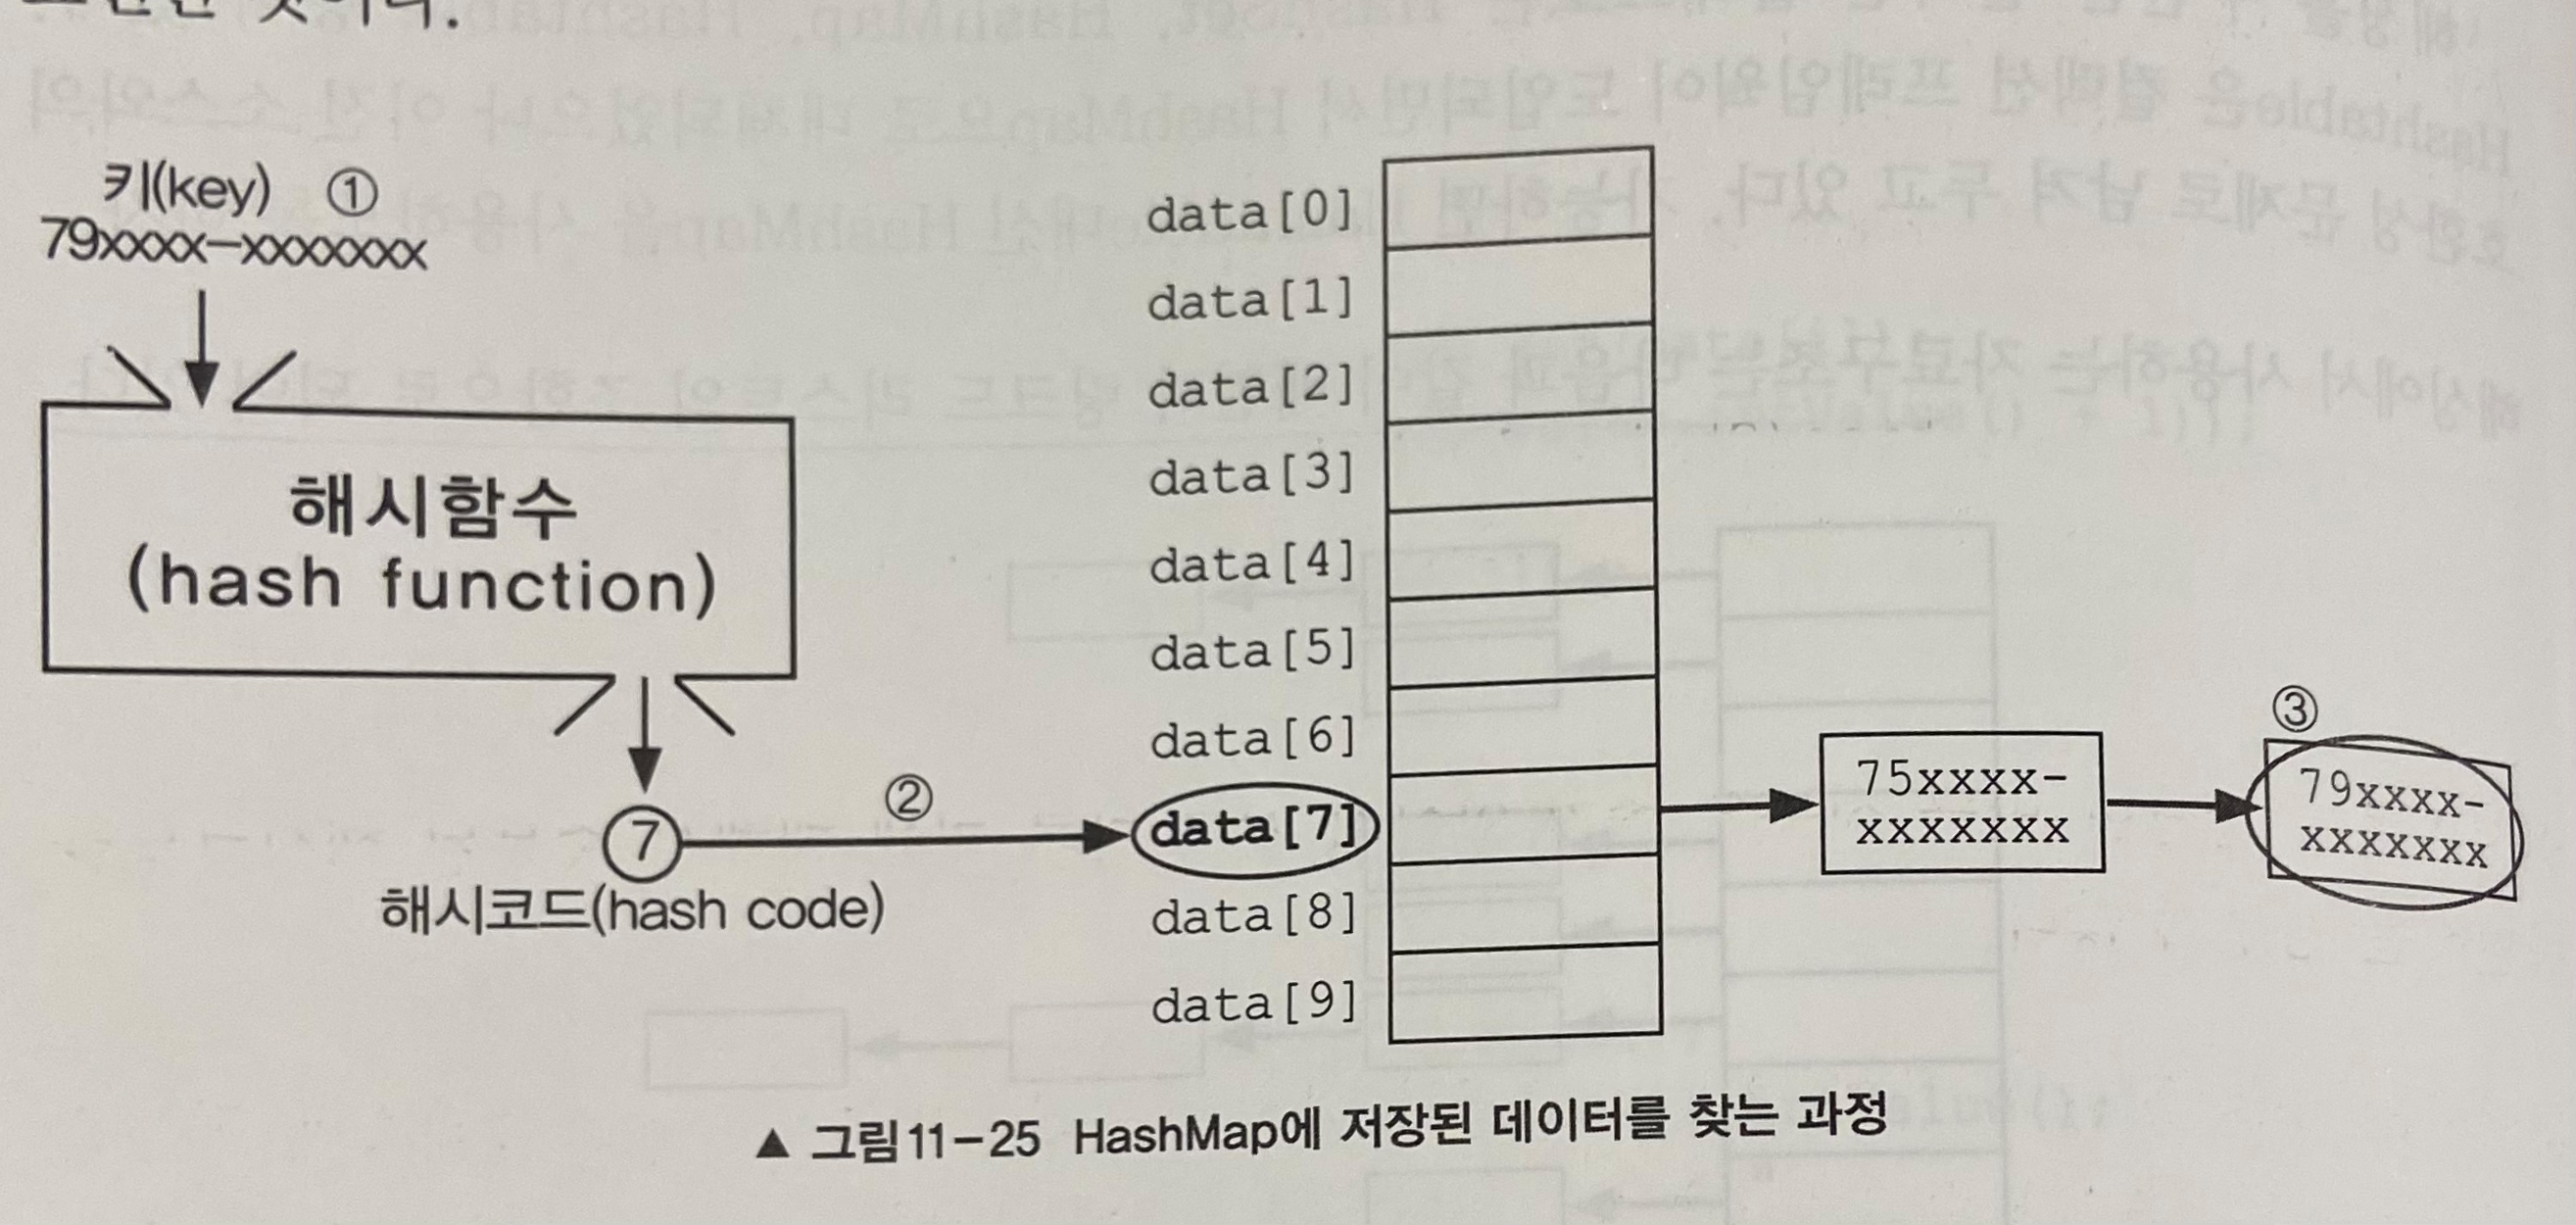 키(key) ①
79xxxx-xxxxxxx
해시함수
(hash function)
7
해시코드(hash code)
②
data[0]
data[1]
data[2]
data[3]
data[4]
data[5]
data[6]
data[7]
data[8]
data[9]
75xxxx-
xxxxxxx
③
79xxxx-
xxxxxxx
▲ 그림11-25 HashMap에 저장된 데이터를 찾는 과정